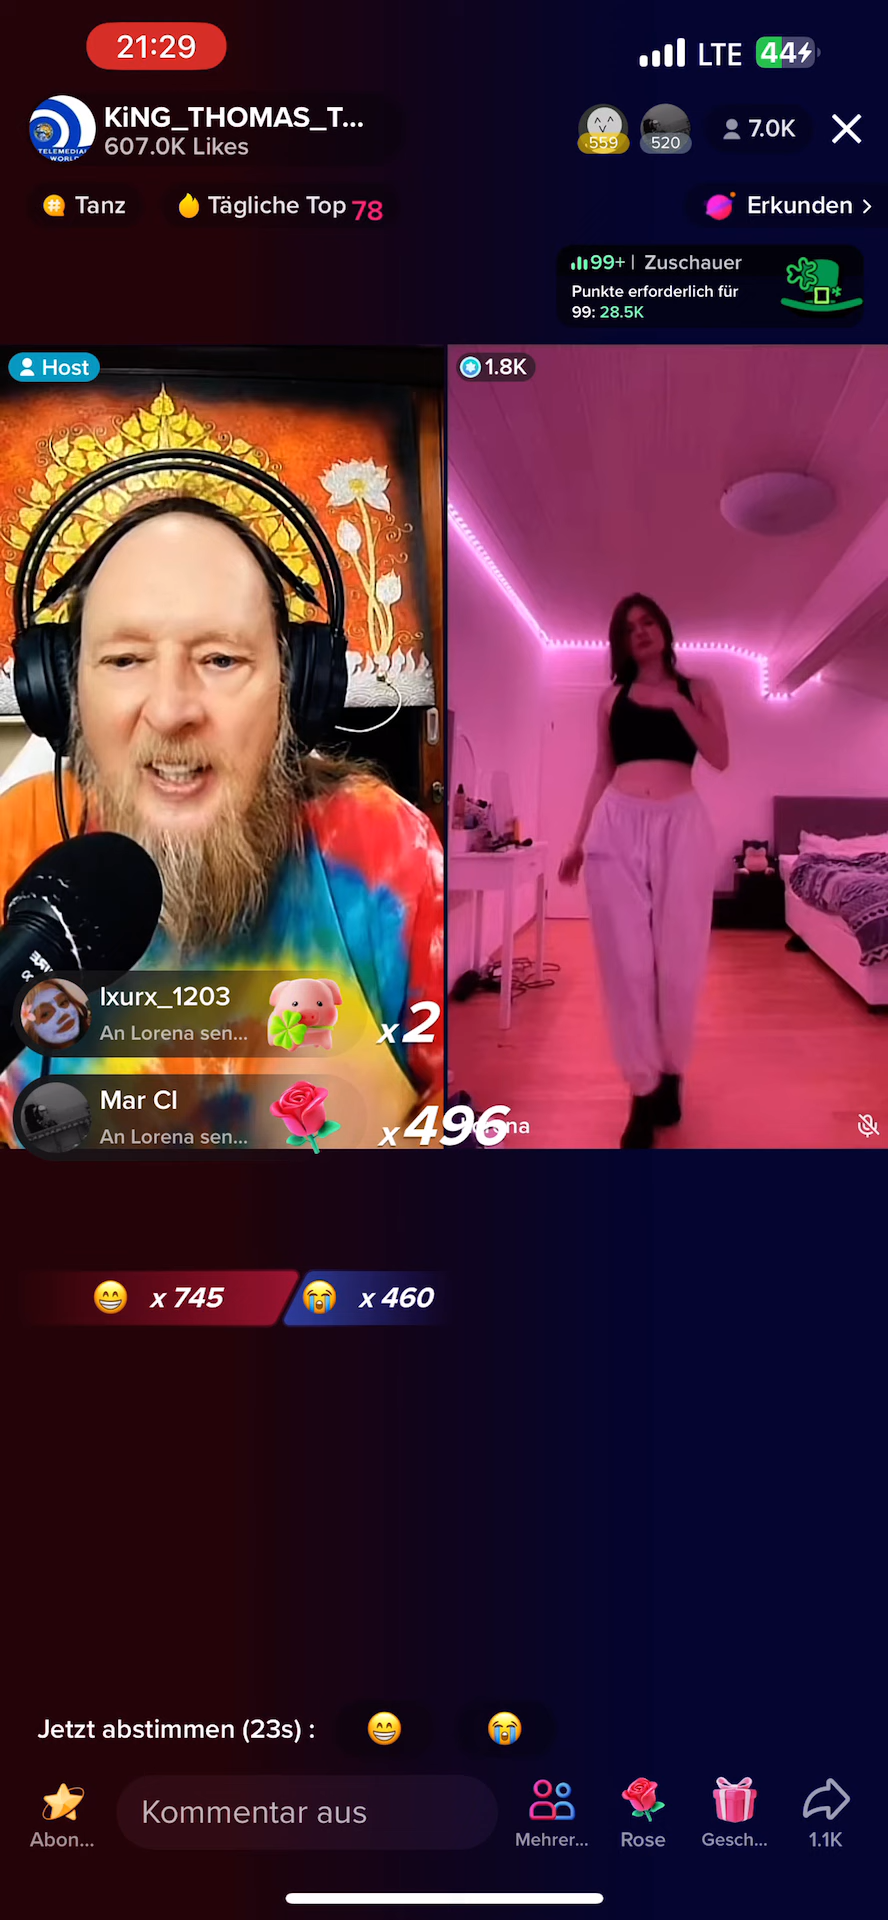 21:29
LTE 44
KiNG_THOMAS_T...
607.0K Likes
TELEMEDIA
WORLD
559
520
7.0K
Tanz
Tägliche Top 78
Erkunden >
99+ | Zuschauer
Punkte erforderlich für
99: 28.5K
Host
1.8K
An Lorena sen...
x2
Mar Cl
An Lorena sen...
x496
x 745
x 460
Jetzt abstimmen (23s) :
Abon...
Kommentar aus
Mehrer...
Rose
Gesch...
1.1K